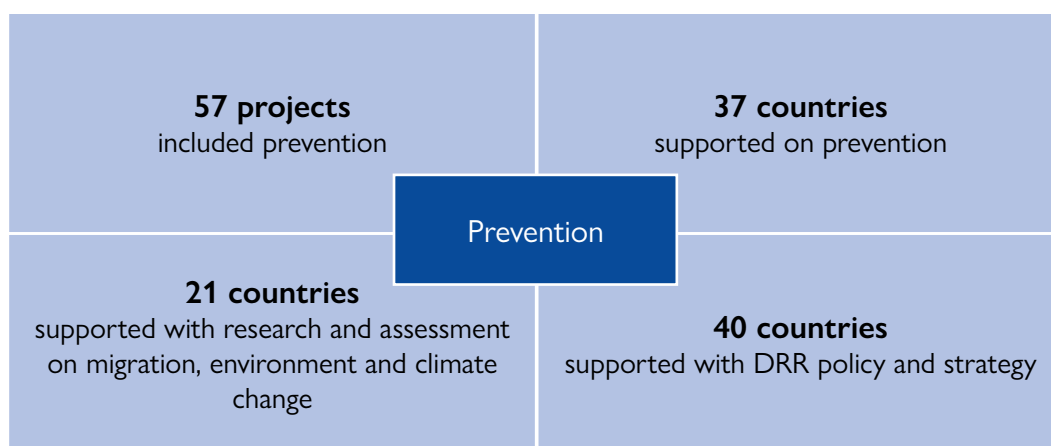 57 projects
included prevention
37 countries
supported on prevention
Prevention
21 countries
supported with research and assessment
on migration, environment and climate
change
40 countries
supported with DRR policy and strategy